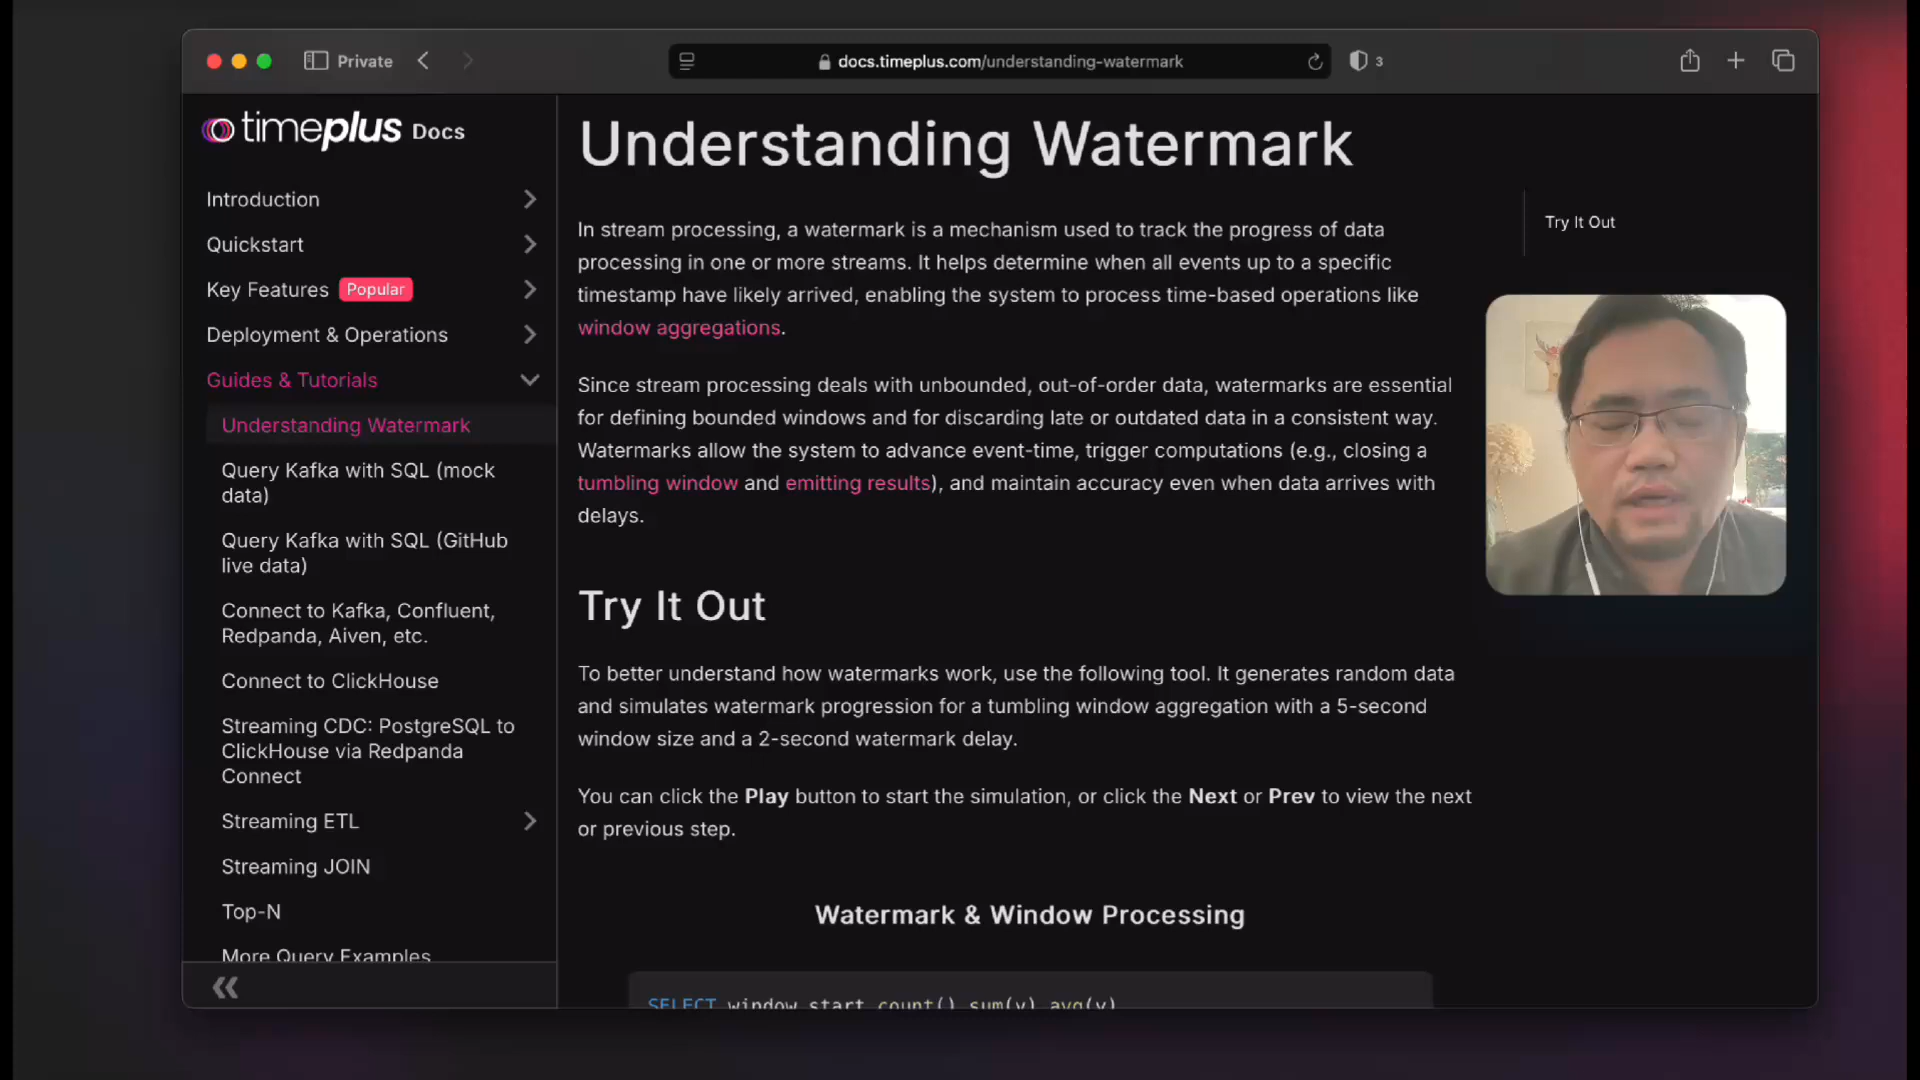 Private
docs.timeplus.com/understanding-watermark
3
timeplus Docs
Introduction
Quickstart
Key Features Popular
Deployment & Operations
Guides & Tutorials
Understanding Watermark
Query Kafka with SQL (mock
data)
Query Kafka with SQL (GitHub
live data)
Connect to Kafka, Confluent,
Redpanda, Aiven, etc.
Connect to ClickHouse
Streaming CDC: PostgreSQL to
ClickHouse via Redpanda
Connect
Streaming ETL
Streaming JOIN
Top-N
More Query Examples
Understanding Watermark
In stream processing, a watermark is a mechanism used to track the progress of data
processing in one or more streams. It helps determine when all events up to a specific
timestamp have likely arrived, enabling the system to process time-based operations like
window aggregations.
Since stream processing deals with unbounded, out-of-order data, watermarks are essential
for defining bounded windows and for discarding late or outdated data in a consistent way.
Watermarks allow the system to advance event-time, trigger computations (e.g., closing a
tumbling window and emitting results), and maintain accuracy even when data arrives with
delays.
Try It Out
To better understand how watermarks work, use the following tool. It generates random data
and simulates watermark progression for a tumbling window aggregation with a 5-second
window size and a 2-second watermark delay.
You can click the Play button to start the simulation, or click the Next or Prev to view the next
or previous step.
Watermark & Window Processing
SELECT window_start,count(),sum(v),avg(v)
Try It Out